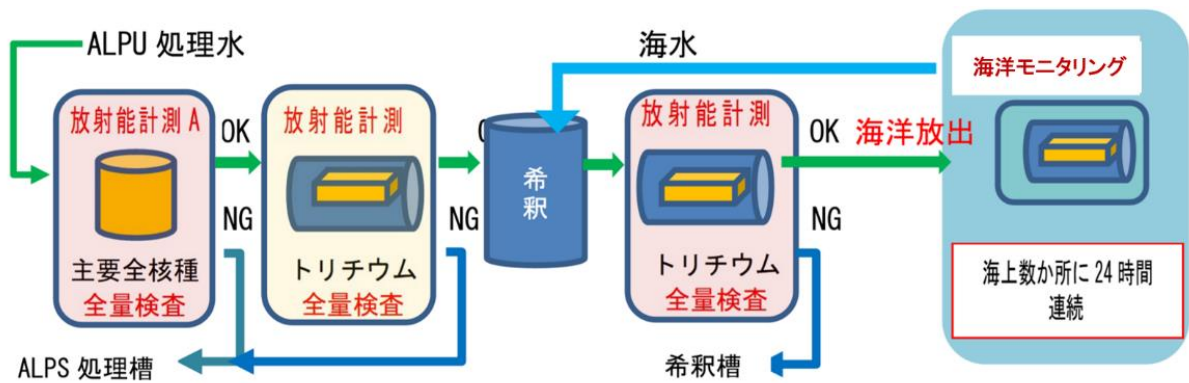 ALPU 処理水
海水
海洋モニタリング
放射能計測 A
OK
放射能計測
希釈
放射能計測
OK
海洋放出
NG
主要全核種
全量検査
NG
トリチウム
全量検査
NG
トリチウム
全量検査
海上数か所に 24 時間
連続
ALPS 処理槽
希釈槽